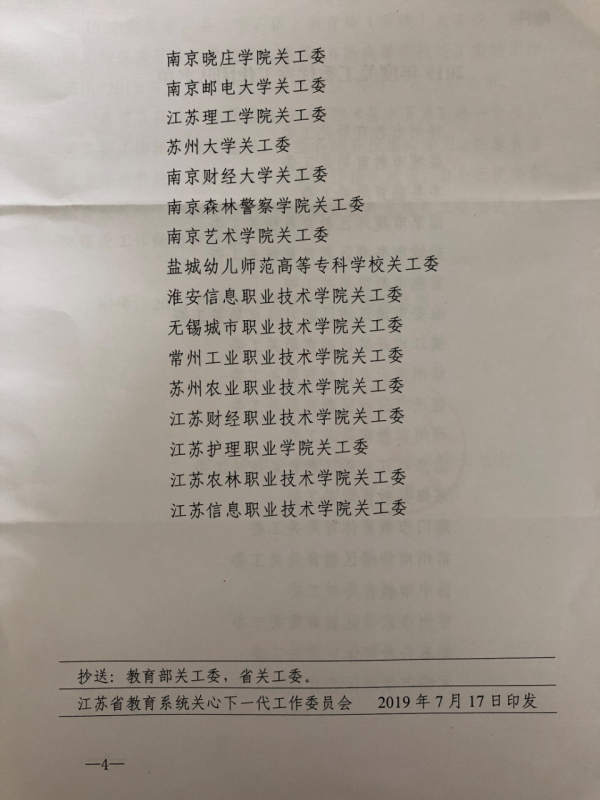 南京晓庄学院关工委
南京邮电大学关工委
江苏理工学院关工委
苏州大学关工委
南京财经大学关工委
南京森林警察学院关工委
南京艺术学院关工委
盐城幼儿师范高等专科学校关工委
淮安信息职业技术学院关工委
无锡城市职业技术学院关工委
常州工业职业技术学院关工委
苏州农业职业技术学院关工委
江苏财经职业技术学院关工委
江苏护理职业学院关工委
江苏农林职业技术学院关工委
江苏信息职业技术学院关工委
抄送：教育部关工委，省关工委。
江苏省教育系统关心下一代工作委员会 2019年7月17日印发
—4—